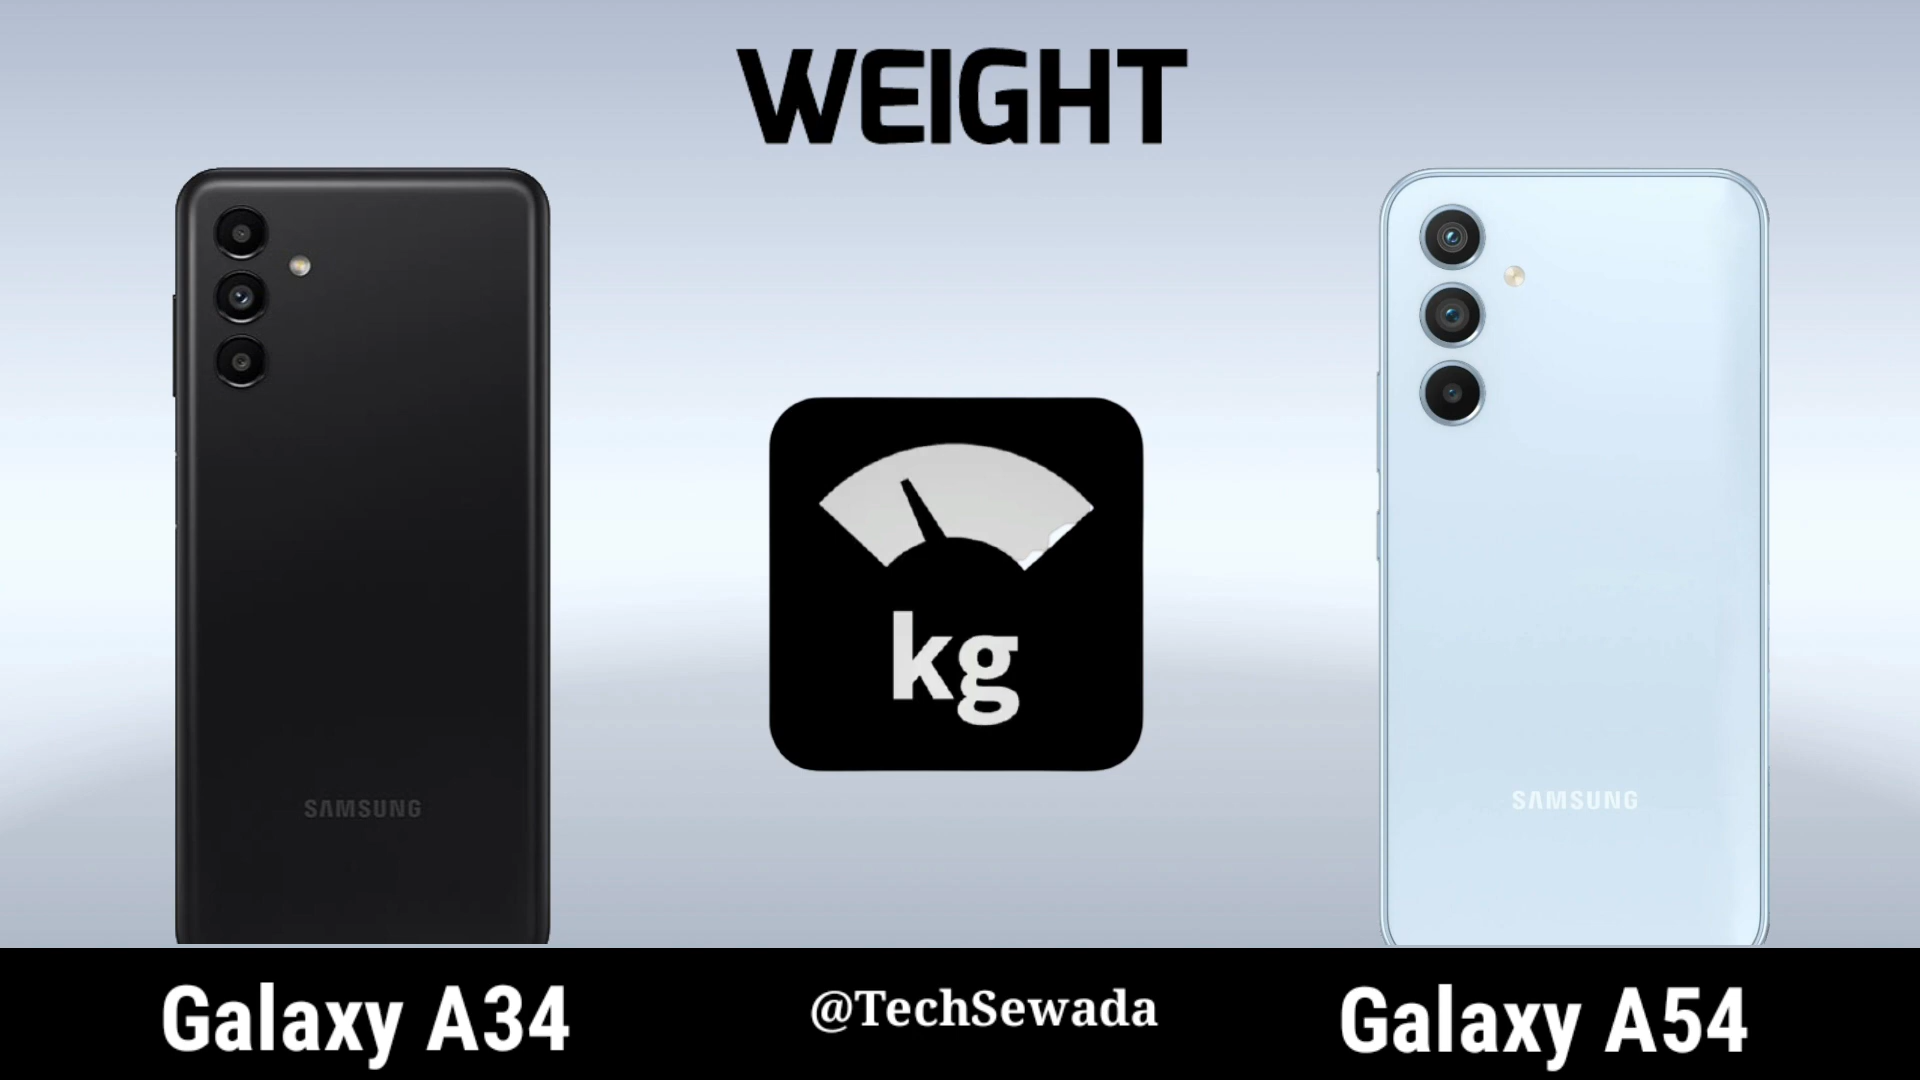 WEIGHT
SAMSUNG
kg
SAMSUNG
Galaxy A34
@TechSewada
Galaxy A54